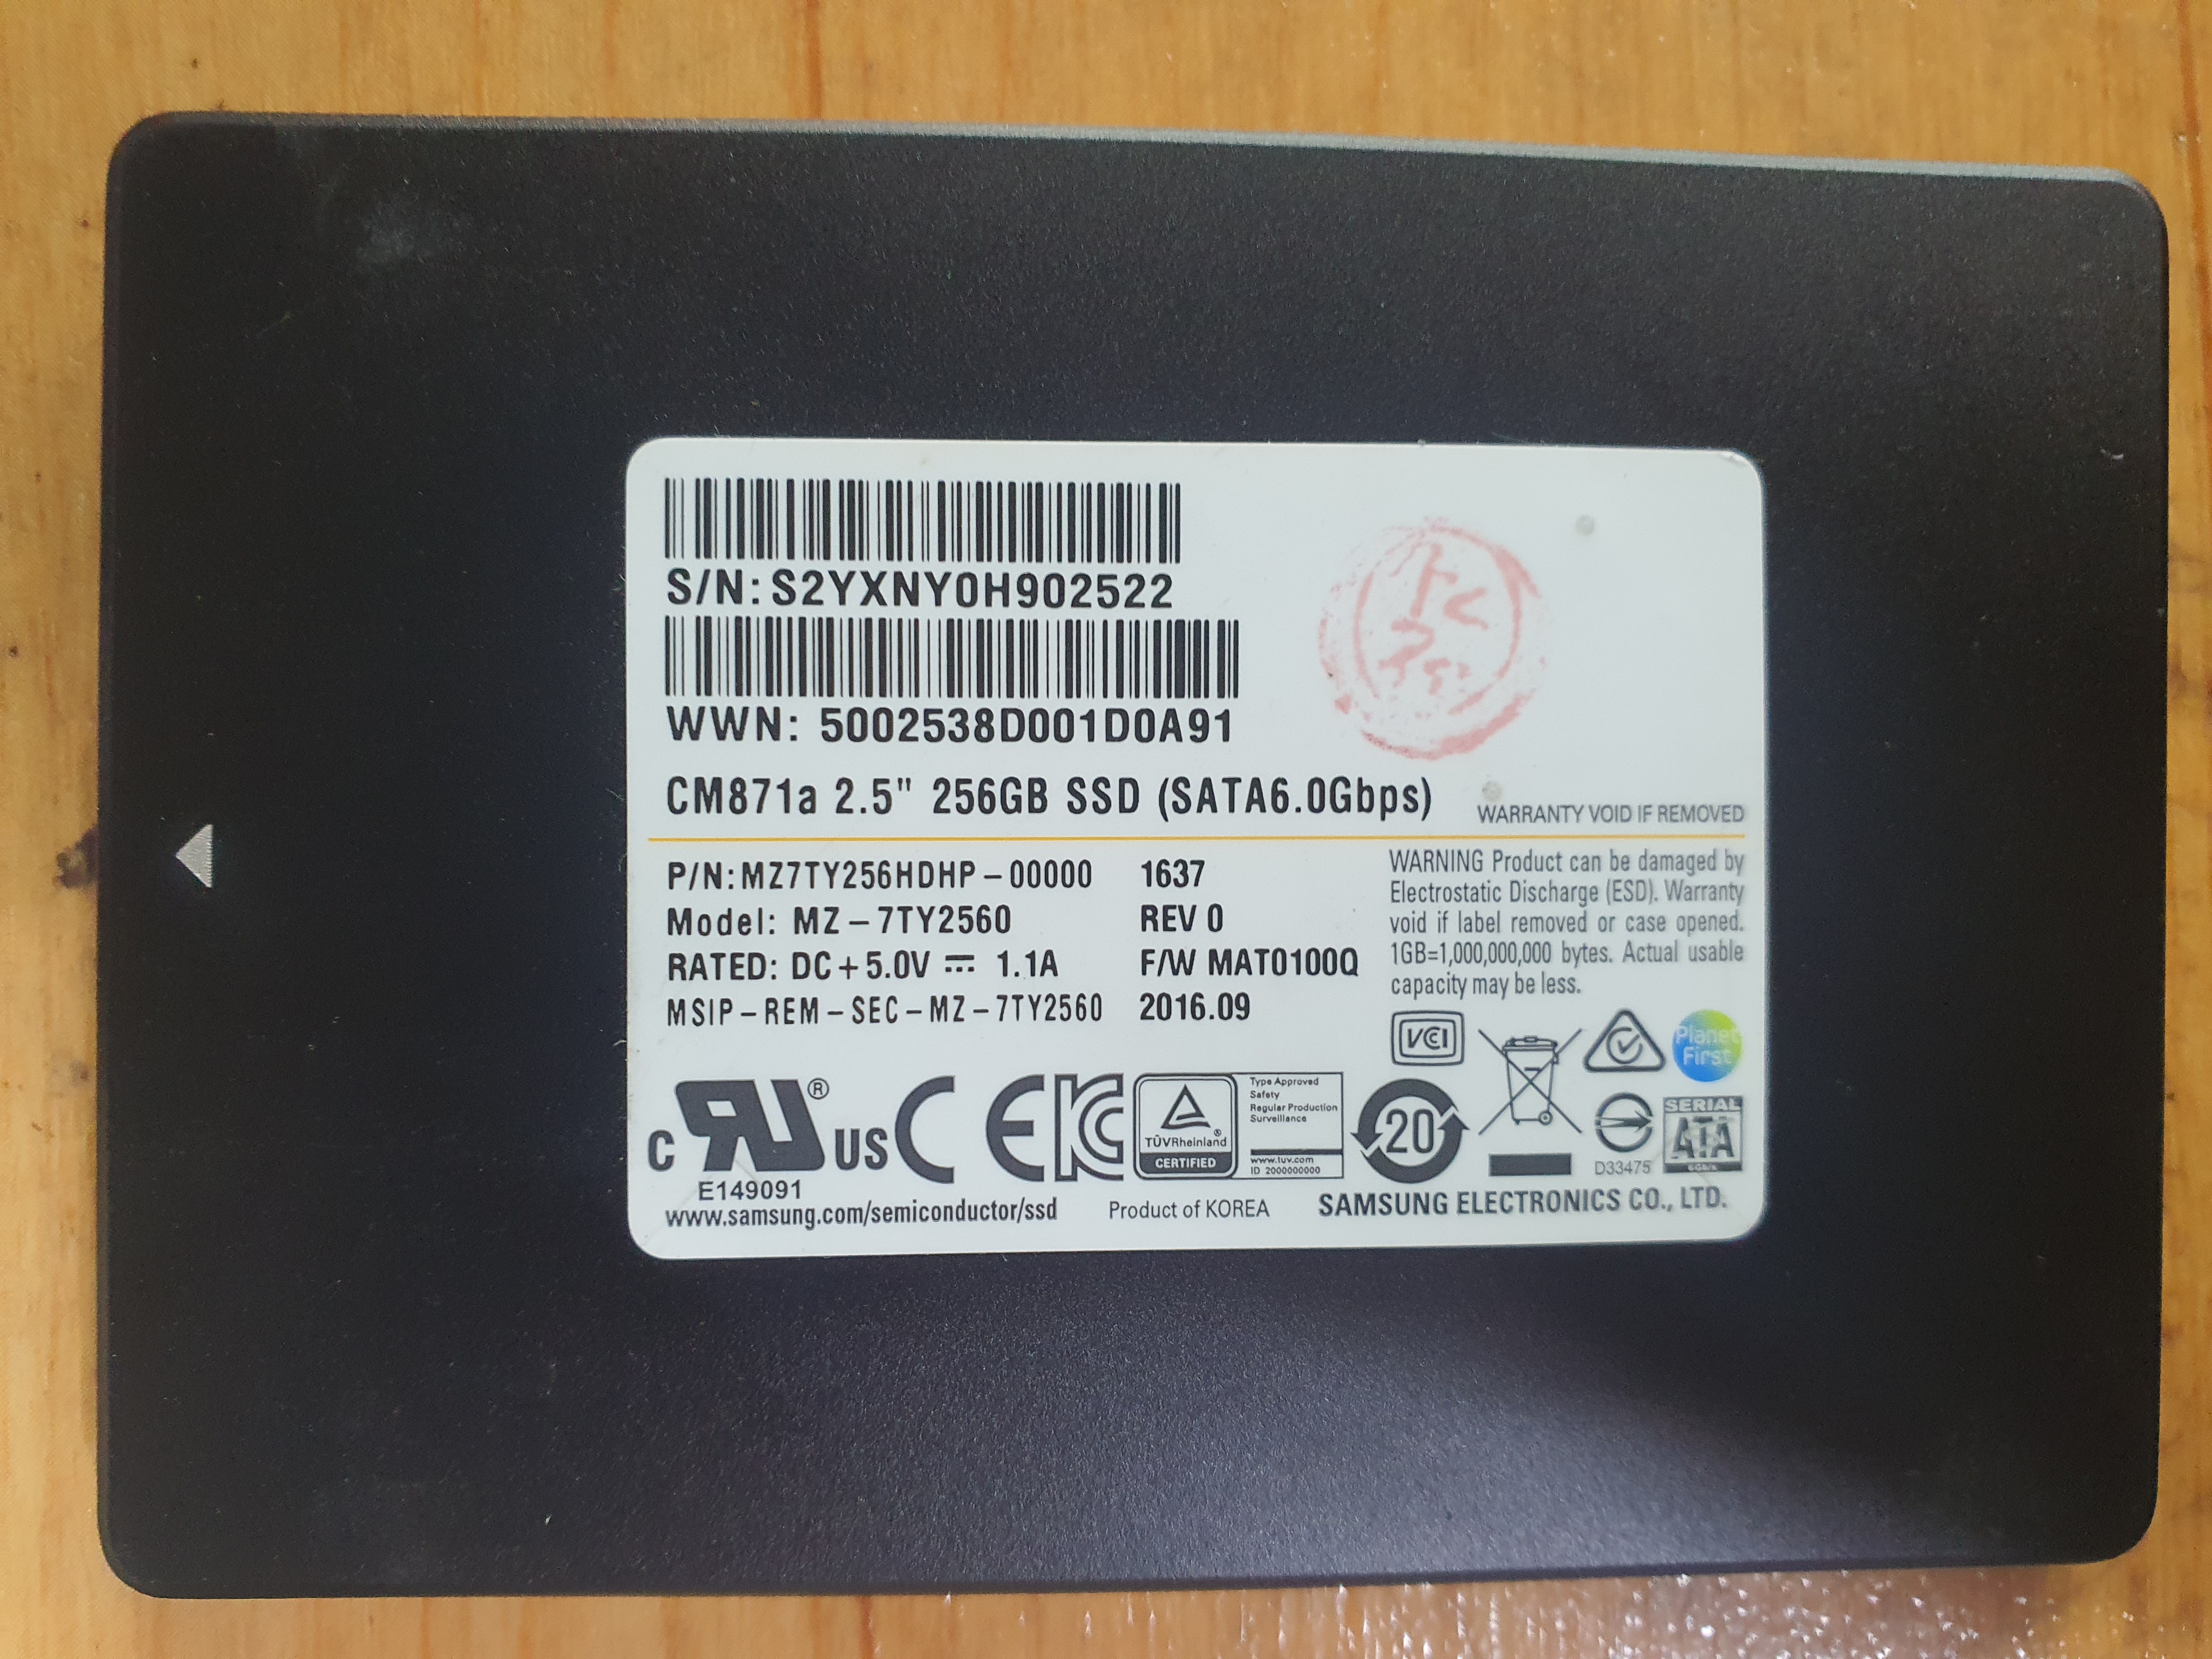 S/N: S2YXNY0H902522
WWN: 5002538D001D0A91
CM871a 2.5" 256GB SSD (SATA6.0Gbps)
WARRANTY VOID IF REMOVED
P/N: MZ7TY256HDHP-00000 1637
Model: MZ-7TY2560 REV 0
RATED: DC+5.0V ⎓ 1.1A F/W MAT0100Q
MSIP-REM-SEC-MZ-7TY2560 2016.09
WARNING Product can be damaged by
Electrostatic Discharge (ESD). Warranty
void if label removed or case opened.
1GB=1,000,000,000 bytes. Actual usable
capacity may be less.
VCI
Planet
First
c RU ® US
E149091
CE
KC
TÜVRheinland ®
CERTIFIED
Type Approved
Safety
Regular Production
Surveillance
www.tuv.com
ID 2000000000
20
D33475
SERIAL
ATA
6Gb/s
www.samsung.com/semiconductor/ssd Product of KOREA SAMSUNG ELECTRONICS CO., LTD.